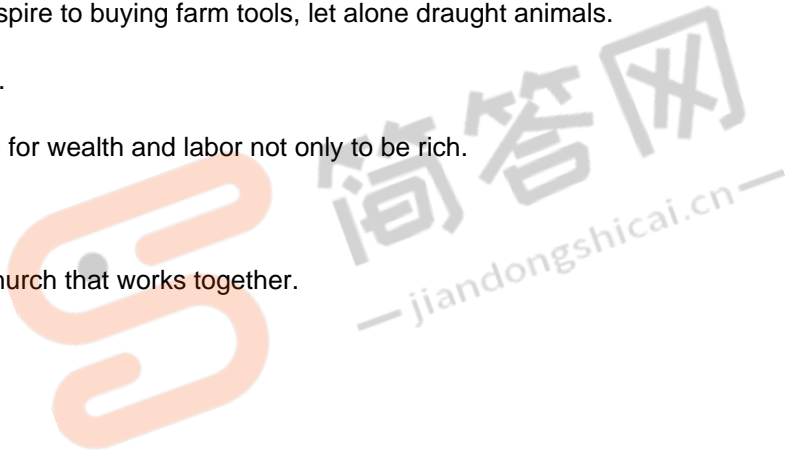 spire to buying farm tools, let alone draught animals.
.
for wealth and labor not only to be rich.
hurch that works together.
简答网
jiandongshicai.cn